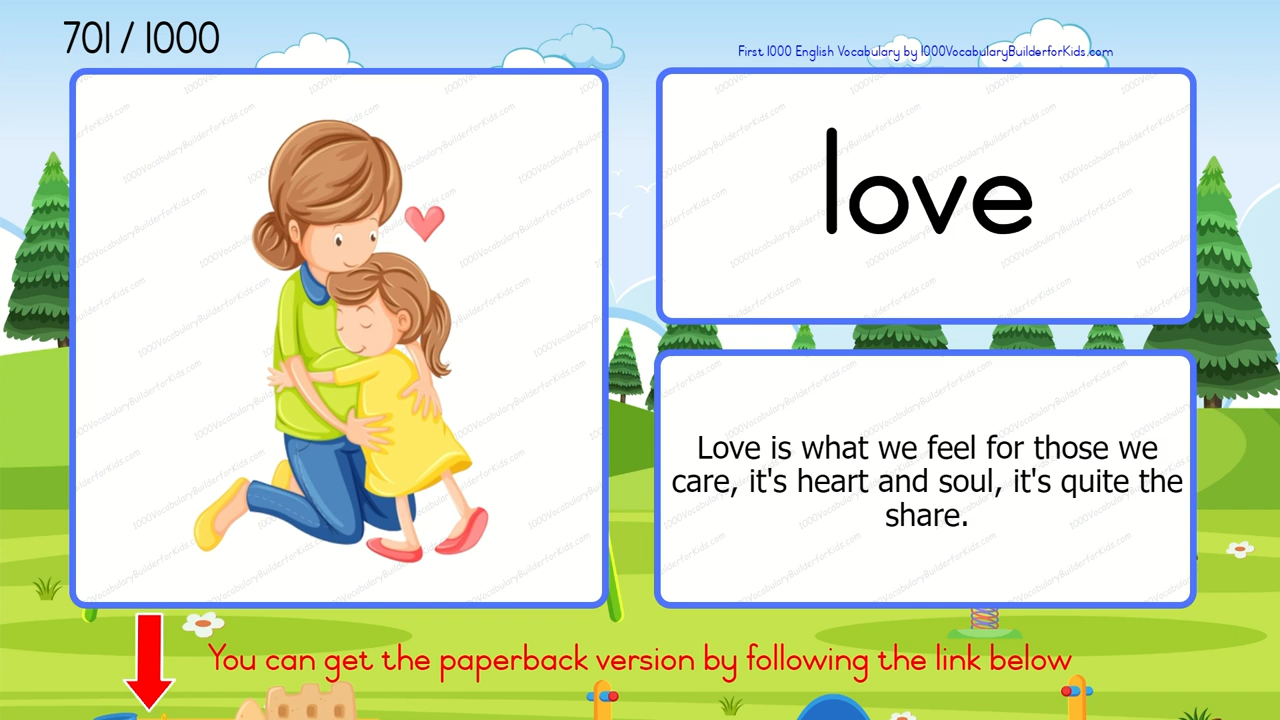 701 / 1000
First 1000 English Vocabulary by 1000VocabularyBuilderforKids.com
love
Love is what we feel for those we
care, it's heart and soul, it's quite the
share.
You can get the paperback version by following the link below
1000VocabularyBuilderforKids.com